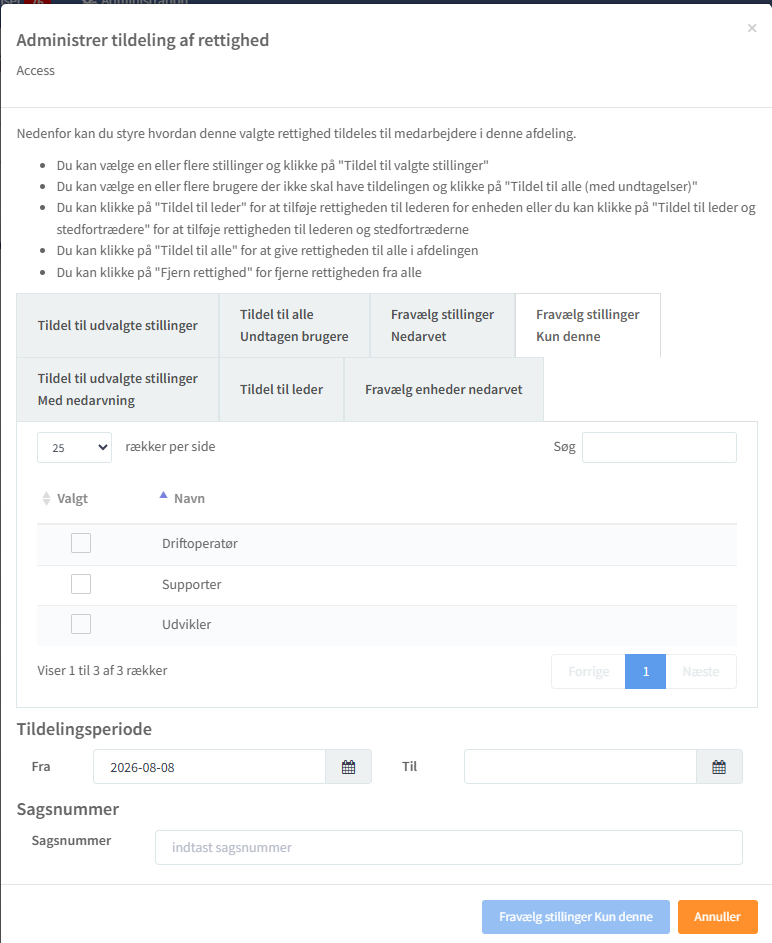 Administration
Administrer tildeling af rettighed
×
Access
Nedenfor kan du styre hvordan denne valgte rettighed tildeles til medarbejdere i denne afdeling.
• Du kan vælge en eller flere stillinger og klikke på "Tildel til valgte stillinger"
• Du kan vælge en eller flere brugere der ikke skal have tildelingen og klikke på "Tildel til alle (med undtagelser)"
• Du kan klikke på "Tildel til leder" for at tilføje rettigheden til lederen for enheden eller du kan klikke på "Tildel til leder og
stedfortrædere" for at tilføje rettigheden til lederen og stedfortræderne
• Du kan klikke på "Tildel til alle" for at give rettigheden til alle i afdelingen
• Du kan klikke på "Fjern rettighed" for fjerne rettigheden fra alle
Tildel til udvalgte stillinger
Tildel til alle
Undtagen brugere
Fravælg stillinger
Nedarvet
Fravælg stillinger
Kun denne
Tildel til udvalgte stillinger
Med nedarvning
Tildel til leder
Fravælg enheder nedarvet
25 rækker per side
Søg
Valgt Navn
Driftoperatør
Supporter
Udvikler
Viser 1 til 3 af 3 rækker
Forrige 1 Næste
Tildelingsperiode
Fra 2026-08-08 Til
Sagsnummer
Sagsnummer indtast sagsnummer
Fravælg stillinger Kun denne Annuller